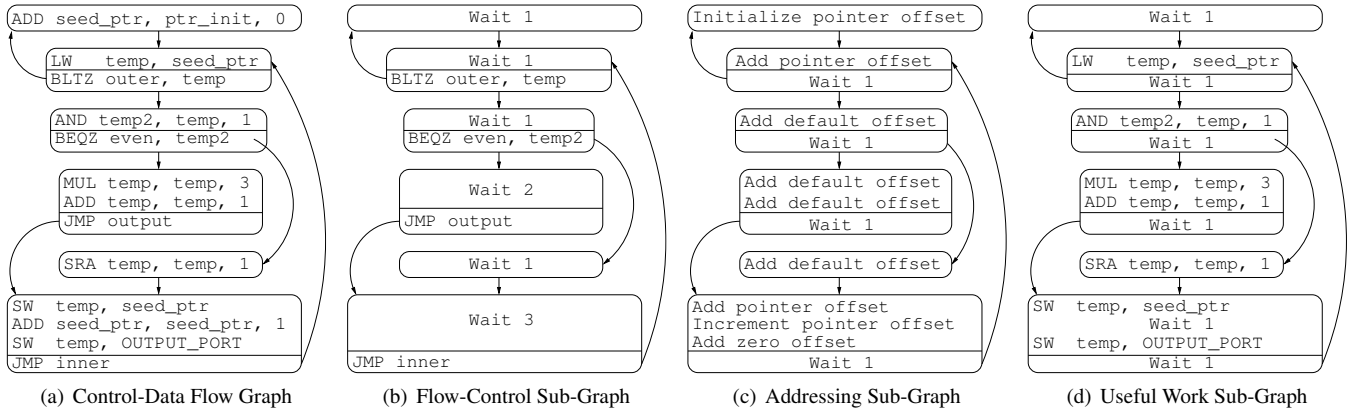 ADD seed_ptr, ptr_init, 0
LW temp, seed_ptr
BLTZ outer, temp
AND temp2, temp, 1
BEQZ even, temp2
MUL temp, temp, 3
ADD temp, temp, 1
JMP output
SRA temp, temp, 1
SW temp, seed_ptr
ADD seed_ptr, seed_ptr, 1
SW temp, OUTPUT_PORT
JMP inner
(a) Control-Data Flow Graph
Wait 1
Wait 1
BLTZ outer, temp
Wait 1
BEQZ even, temp2
Wait 2
JMP output
Wait 1
Wait 3
JMP inner
(b) Flow-Control Sub-Graph
Initialize pointer offset
Add pointer offset
Wait 1
Add default offset
Wait 1
Add default offset
Add default offset
Wait 1
Add default offset
Add pointer offset
Increment pointer offset
Add zero offset
Wait 1
(c) Addressing Sub-Graph
Wait 1
LW temp, seed_ptr
Wait 1
AND temp2, temp, 1
Wait 1
MUL temp, temp, 3
ADD temp, temp, 1
Wait 1
SRA temp, temp, 1
SW temp, seed_ptr
Wait 1
SW temp, OUTPUT_PORT
Wait 1
(d) Useful Work Sub-Graph